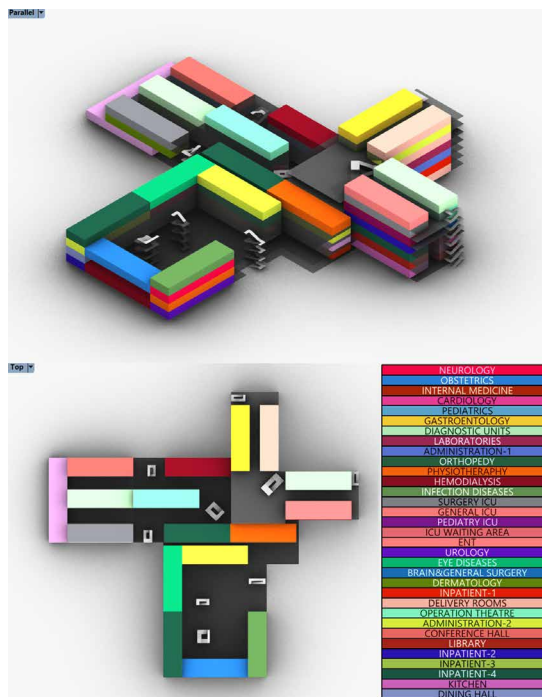 Parallel
Top
NEUROLOGY
OBSTETRICS
INTERNAL MEDICINE
CARDIOLOGY
PEDIATRICS
GASTROENTOLOGY
DIAGNOSTIC UNITS
LABORATORIES
ADMINISTRATION-1
ORTHOPEDY
PHYSIOTHERAPHY
HEMODIALYSIS
INFECTION DISEASES
SURGERY ICU
GENERAL ICU
PEDIATRY ICU
ICU WAITING AREA
ENT
UROLOGY
EYE DISEASES
BRAIN&GENERAL SURGERY
DERMATOLOGY
INPATIENT-1
DELIVERY ROOMS
OPERATION THEATRE
ADMINISTRATION-2
CONFERENCE HALL
LIBRARY
INPATIENT-2
INPATIENT-3
INPATIENT-4
KITCHEN
DINING HALL